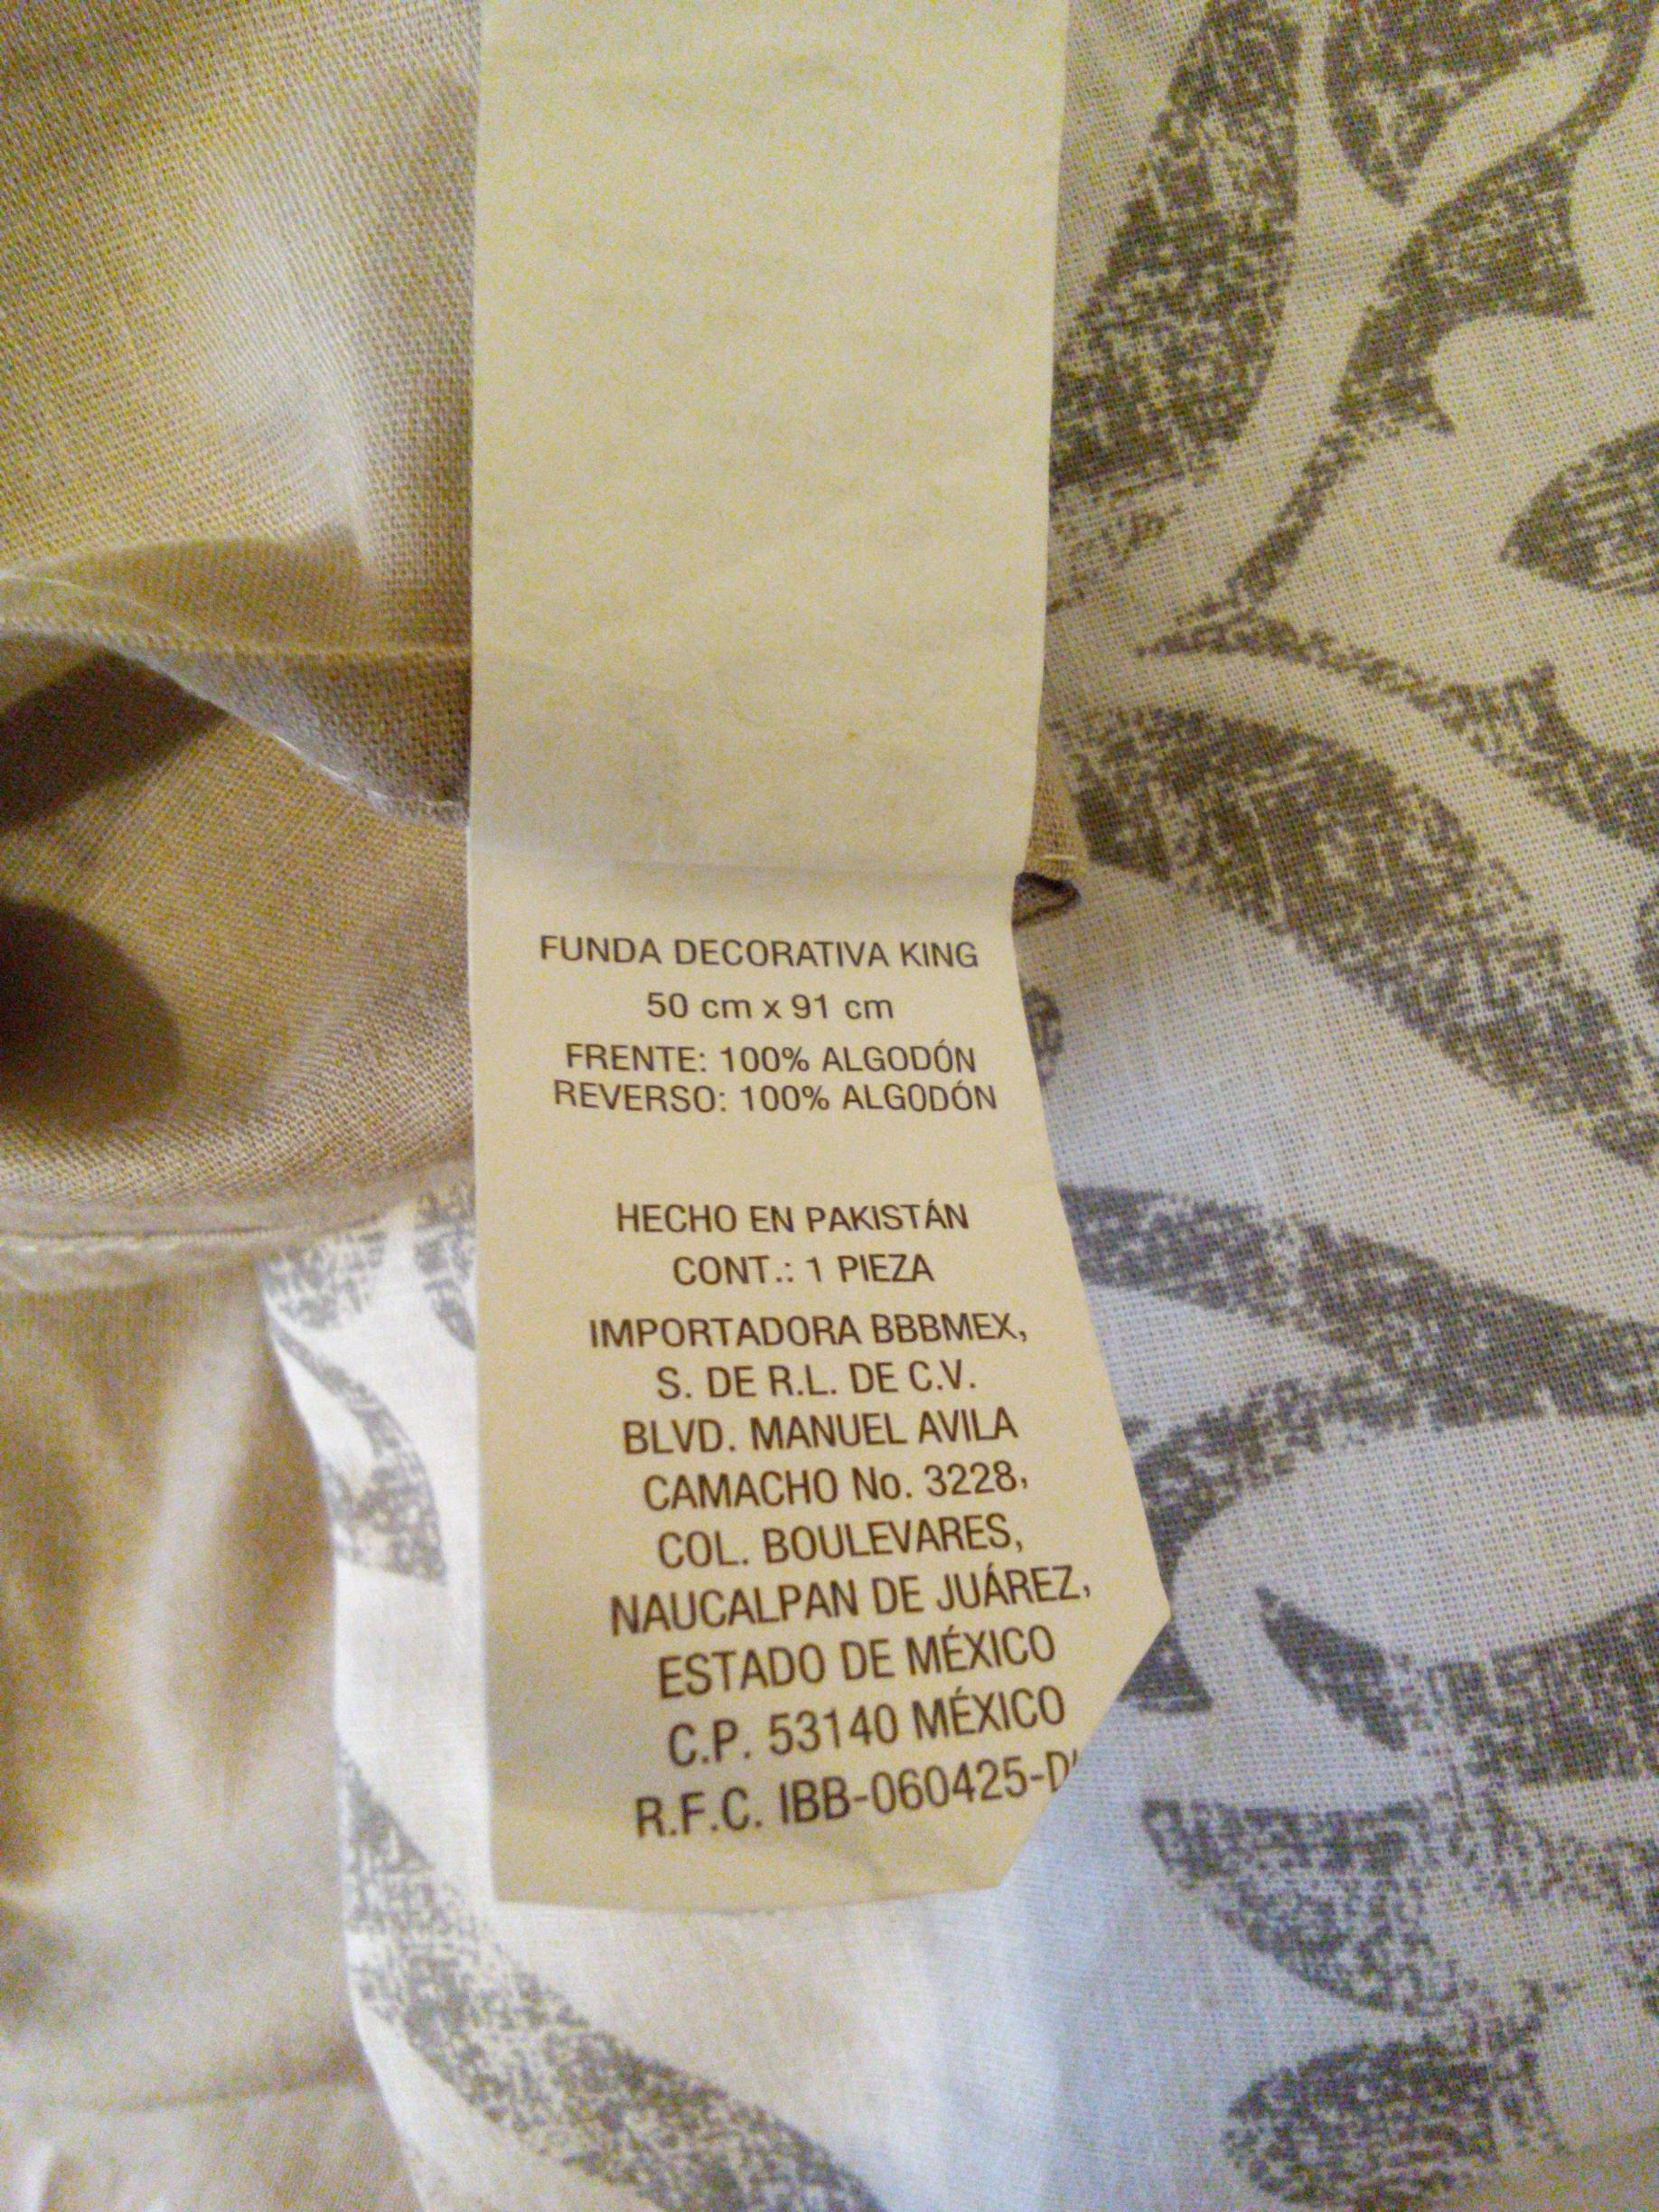 FUNDA DECORATIVA KING
50 cm x 91 cm
FRENTE: 100% ALGODÓN
REVERSO: 100% ALGODÓN
HECHO EN PAKISTÁN
CONT.: 1 PIEZA
IMPORTADORA BBBMEX,
S. DE R.L. DE C.V.
BLVD. MANUEL AVILA
CAMACHO No. 3228,
COL. BOULEVARES,
NAUCALPAN DE JUÁREZ,
ESTADO DE MÉXICO
C.P. 53140 MÉXICO
R.F.C.